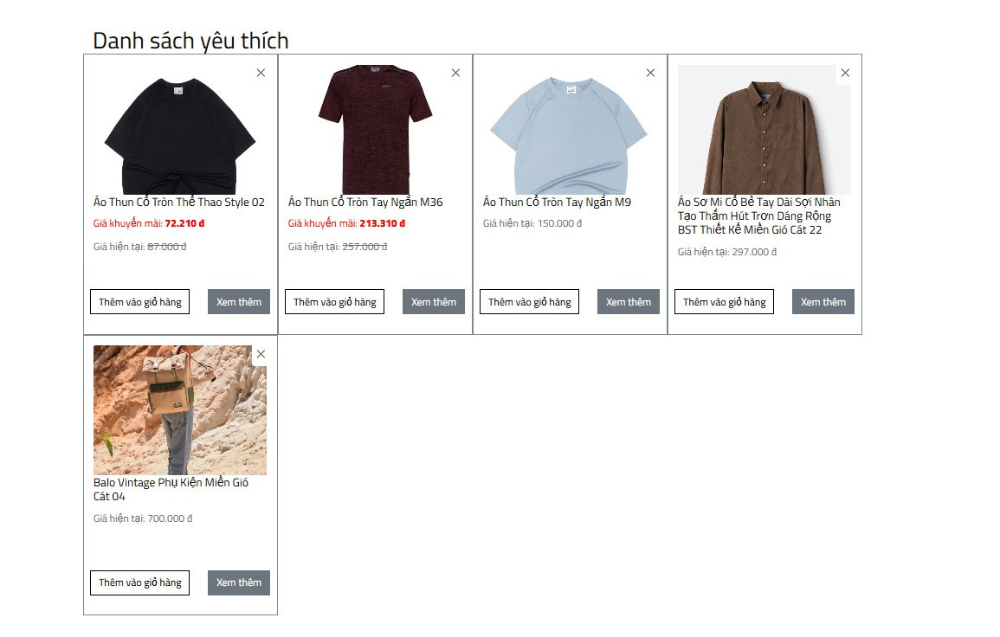 Danh sách yêu thích
Áo Thun Cổ Tròn Thể Thao Style 02
Giá khuyến mãi: 72.210 đ
Giá hiện tại: 87.000 đ
Thêm vào giỏ hàng
Xem thêm
Áo Thun Cổ Tròn Tay Ngắn M36
Giá khuyến mãi: 213.310 đ
Giá hiện tại: 257.000 đ
Thêm vào giỏ hàng
Xem thêm
Áo Thun Cổ Tròn Tay Ngắn M9
Giá hiện tại: 150.000 đ
Thêm vào giỏ hàng
Xem thêm
Áo Sơ Mi Cổ Bẻ Tay Dài Sợi Nhân
Tạo Thấm Hút Trơn Dáng Rộng
BST Thiết Kế Miền Gió Cát 22
Giá hiện tại: 297.000 đ
Thêm vào giỏ hàng
Xem thêm
Balo Vintage Phụ Kiện Miền Gió
Cát 04
Giá hiện tại: 700.000 đ
Thêm vào giỏ hàng
Xem thêm